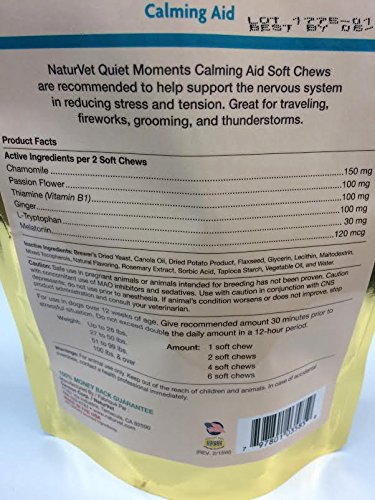 Calming Aid
LOT 1775-01
BEST BY 06/
NaturVet Quiet Moments Calming Aid Soft Chews
are recommended to help support the nervous system
in reducing stress and tension. Great for traveling,
fireworks, grooming, and thunderstorms.
Product Facts
Active Ingredients per 2 Soft Chews
Chamomile 150 mg
Passion Flower 100 mg
Thiamine (Vitamin B1) 100 mg
Ginger 100 mg
L-Tryptophan 30 mg
Melatonin 120 mcg
Inactive Ingredients: Brewer's Dried Yeast, Canola Oil, Dried Potato Product, Flaxseed, Glycerin, Lecithin, Maltodextrin,
Mixed Tocopherols, Natural Flavoring, Rosemary Extract, Sorbic Acid, Tapioca Starch, Vegetable Oil, and Water.
Caution: Safe use in pregnant animals or animals intended for breeding has not been proven. Caution
with concomitant use of MAO inhibitors and sedatives. Use with caution in conjunction with CNS
depressants, do not use prior to anesthesia. If animal's condition worsens or does not improve, stop
product administration and consult your veterinarian.
For use in dogs over 12 weeks of age. Give recommended amount 30 minutes prior to
stressful situation. Do not exceed double the daily amount in a 12-hour period.
Weight: Amount:
Up to 26 lbs. 1 soft chew
27 to 50 lbs. 2 soft chews
51 to 99 lbs. 4 soft chews
100 lbs. & over 6 soft chews
Warnings: For animal use only. Keep out of the reach of children and animals. In case of accidental
contact a health professional immediately.
100% MONEY BACK GUARANTEE
CA 92590
(REV. 2/15W)